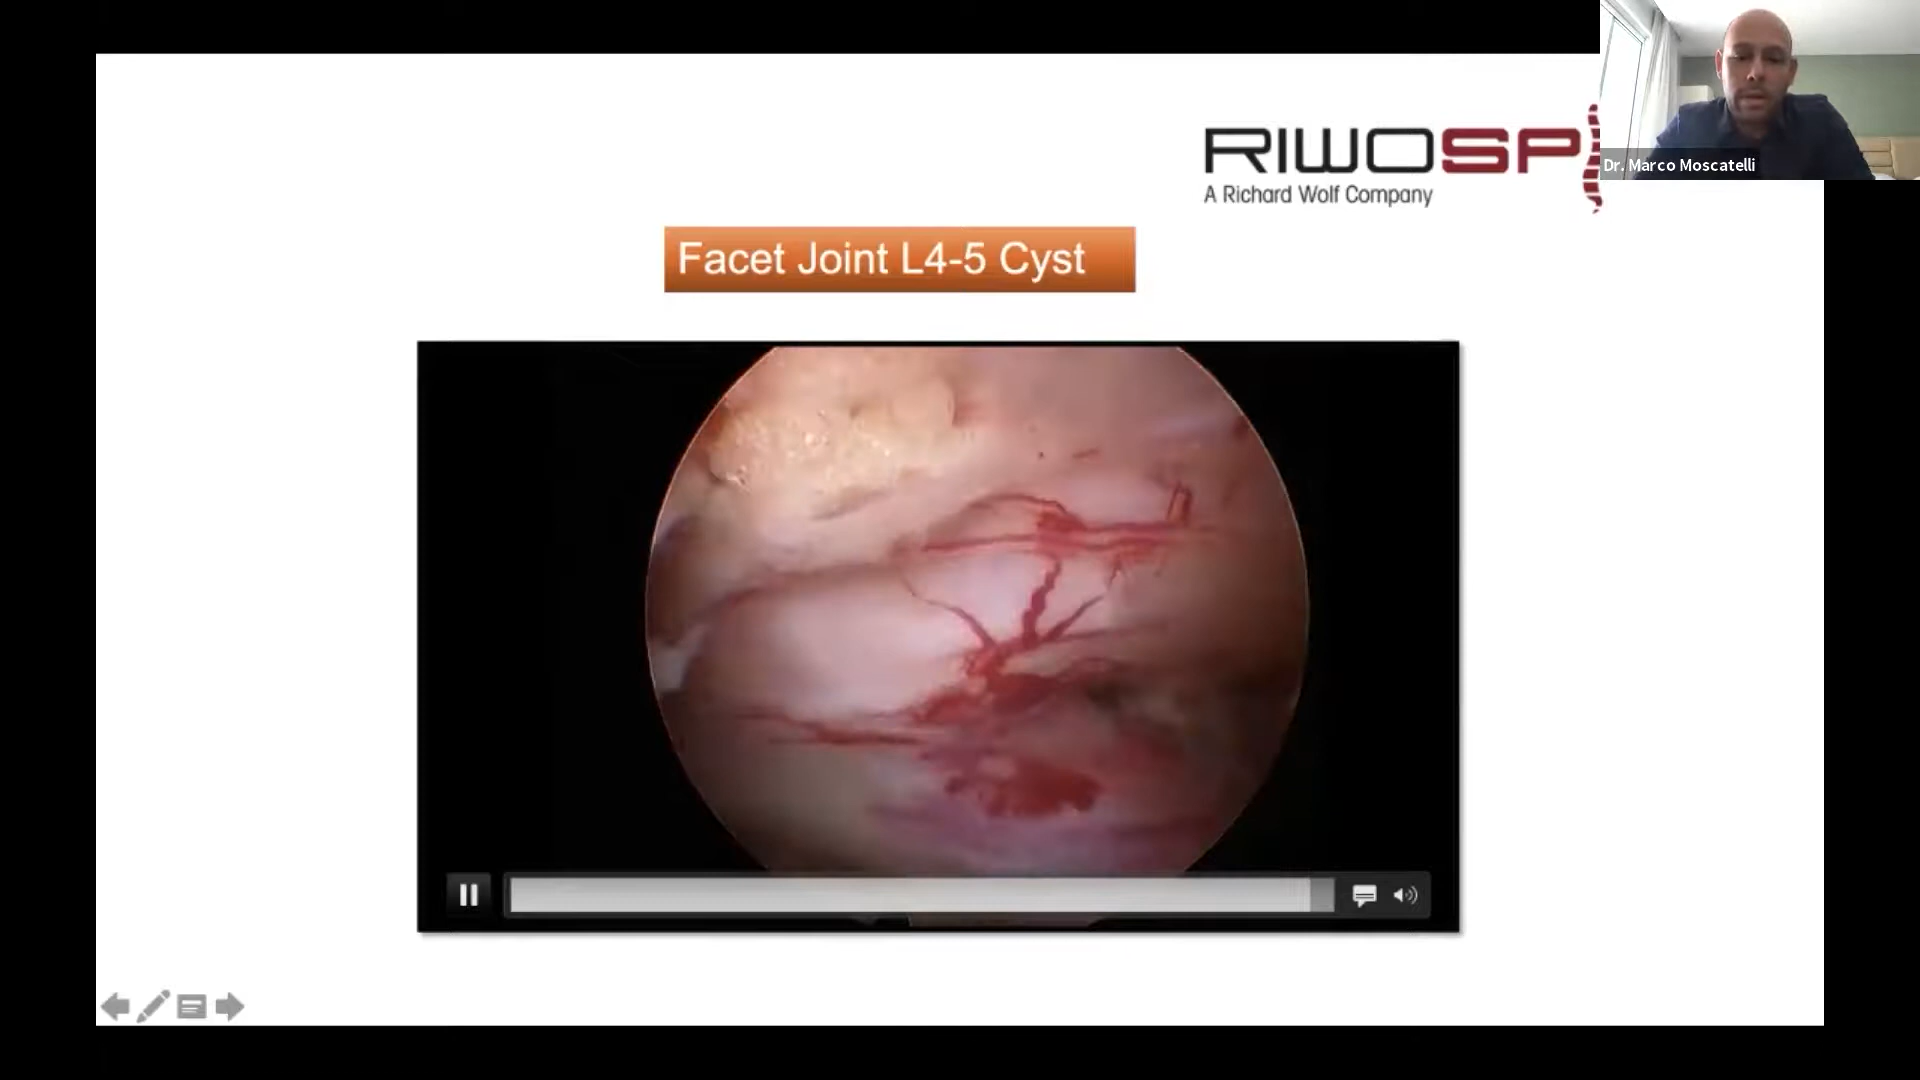 RIWOSP
A Richard Wolf Company
Dr. Marco Moscatelli
Facet Joint L4-5 Cyst